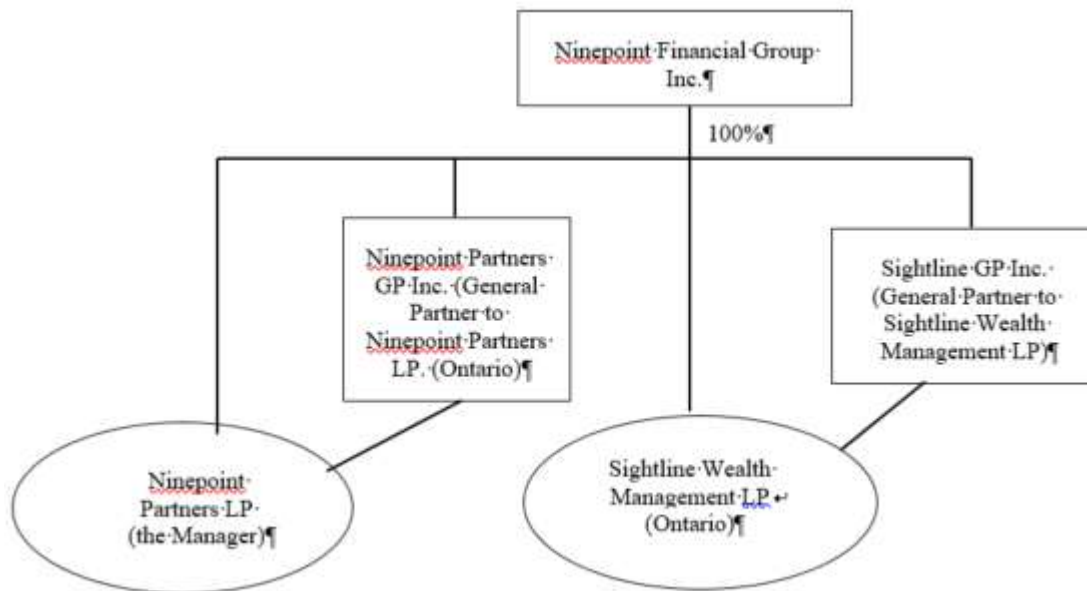 Ninepoint Financial Group
Inc.¶
100%¶
Ninepoint Partners
GP Inc. (General
Partner to
Ninepoint Partners
LP. (Ontario)¶
Sightline GP Inc.
(General Partner to
Sightline Wealth
Management LP)¶
Ninepoint
Partners LP
(the Manager)¶
Sightline Wealth
Management LP ↵
(Ontario)¶